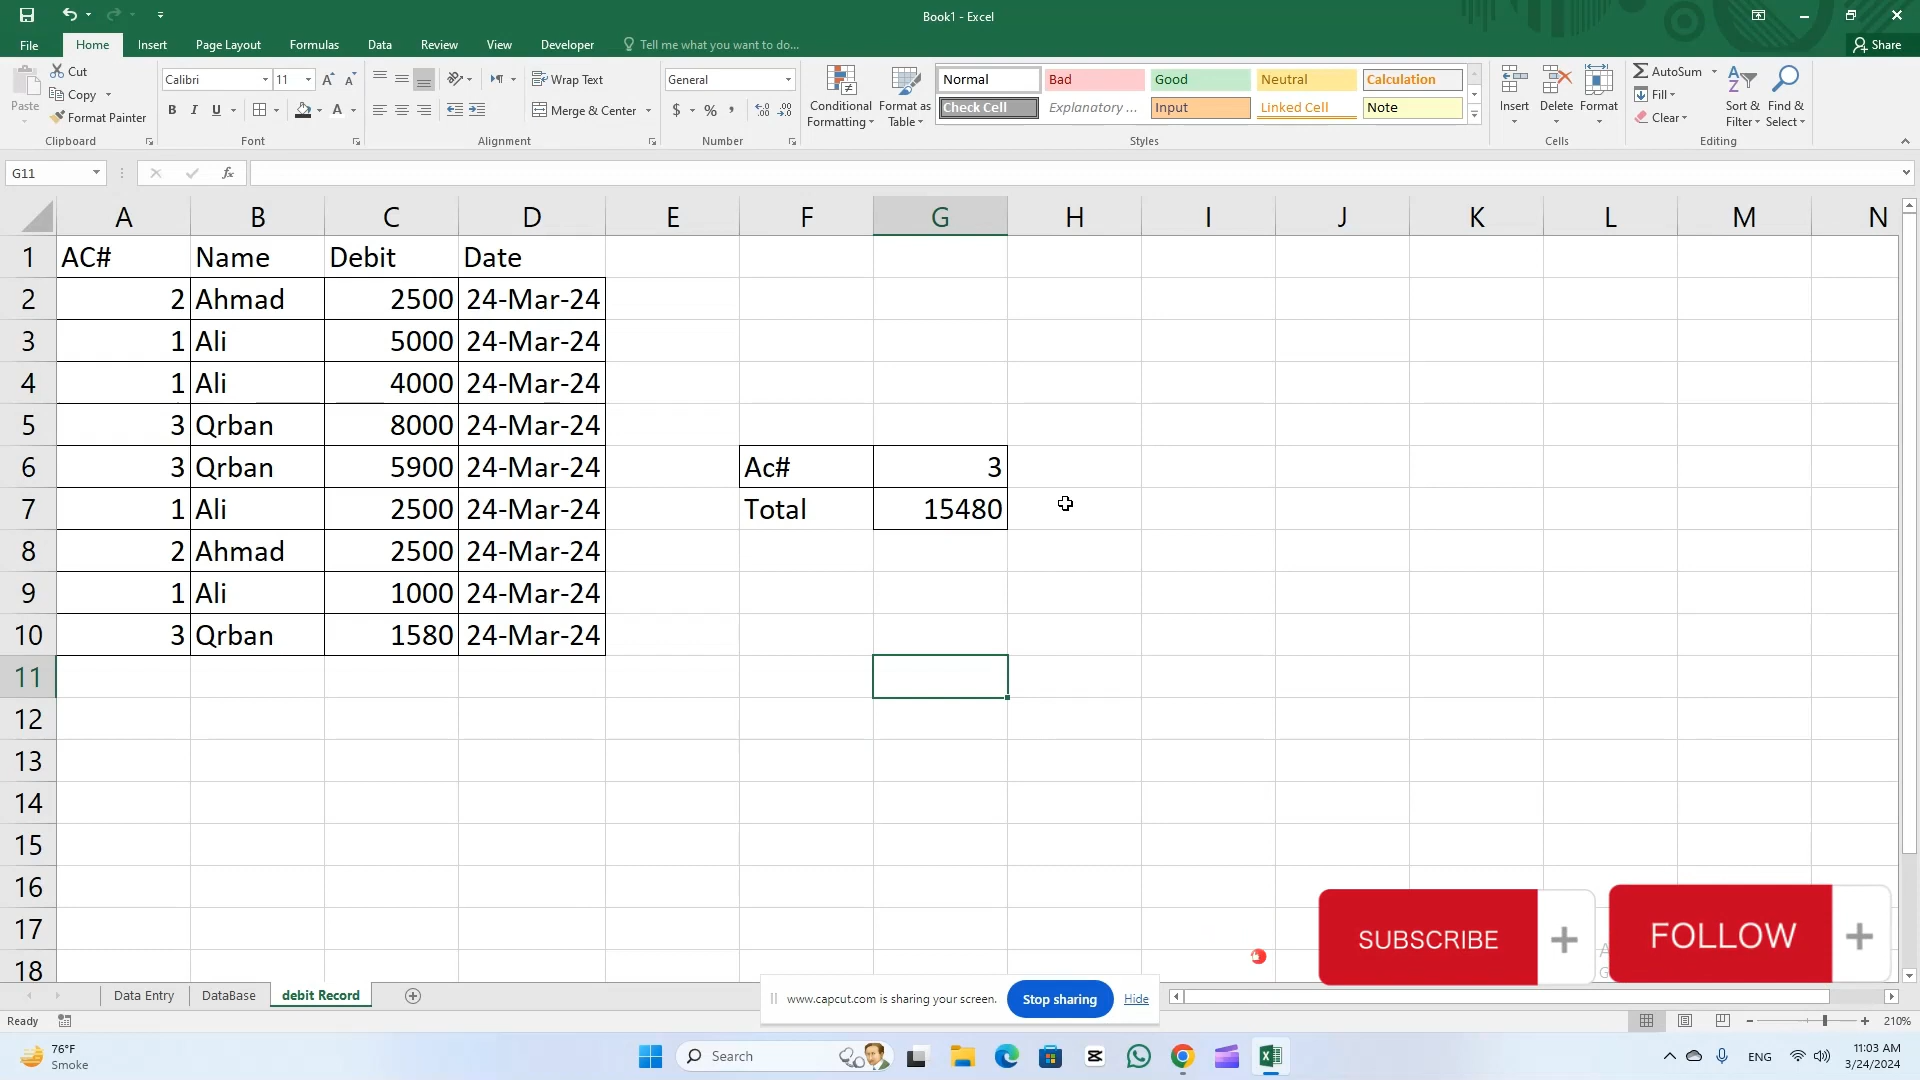 Book1 - Excel
File Home Insert Page Layout Formulas Data Review View Developer Tell me what you want to do... Share
Paste Cut Copy Format Painter
Clipboard
Calibri 11
B I U A
Font
Wrap Text
Merge & Center
Alignment
General
$ % ,
Number
Conditional Formatting
Format as Table
Normal Bad Good Neutral Calculation
Check Cell Explanatory ... Input Linked Cell Note
Styles
Insert Delete Format
Cells
AutoSum
Fill
Clear
Sort & Filter
Find & Select
Editing
G11 fx
A B C D E F G H I J K L M N
1 AC# Name Debit Date
2 2 Ahmad 2500 24-Mar-24
3 1 Ali 5000 24-Mar-24
4 1 Ali 4000 24-Mar-24
5 3 Qrban 8000 24-Mar-24
6 3 Qrban 5900 24-Mar-24 Ac# 3
7 1 Ali 2500 24-Mar-24 Total 15480
8 2 Ahmad 2500 24-Mar-24
9 1 Ali 1000 24-Mar-24
10 3 Qrban 1580 24-Mar-24
11
12
13
14
15
16
17
18
SUBSCRIBE +
FOLLOW +
Data Entry DataBase debit Record
www.capcut.com is sharing your screen. Stop sharing Hide
Ready 210%
76°F
Smoke
Search
ENG
11:03 AM
3/24/2024